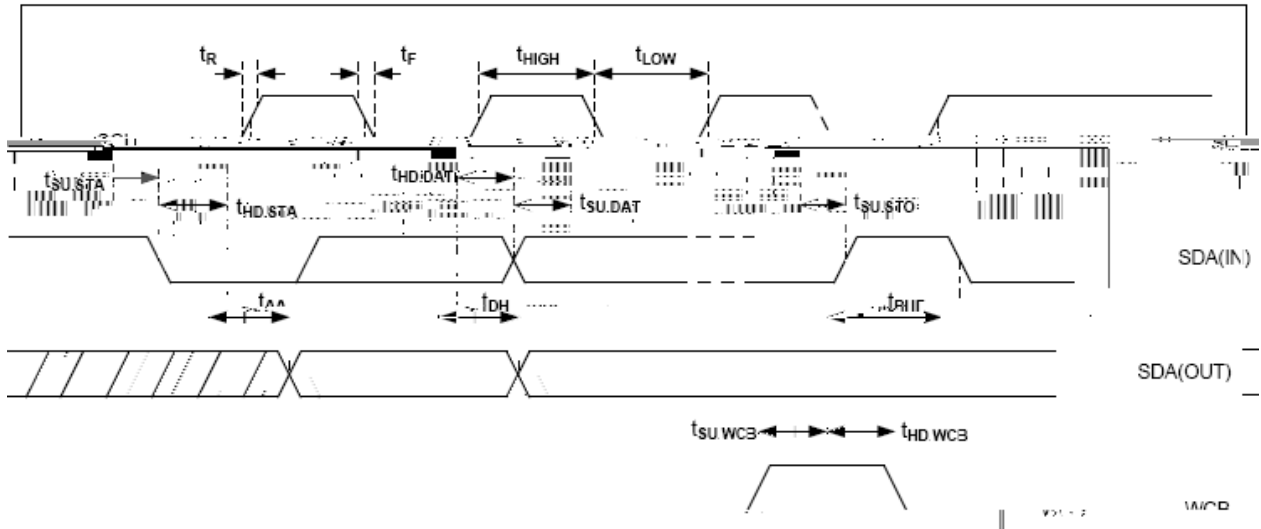 tR tF tHIGH tLOW
tSU.STA tHD.DAT
tHD.STA tSU.DAT tSU.STO
SDA(IN)
tAA tDH tBUF
SDA(OUT)
tSU.WCB tHD.WCB
WCB